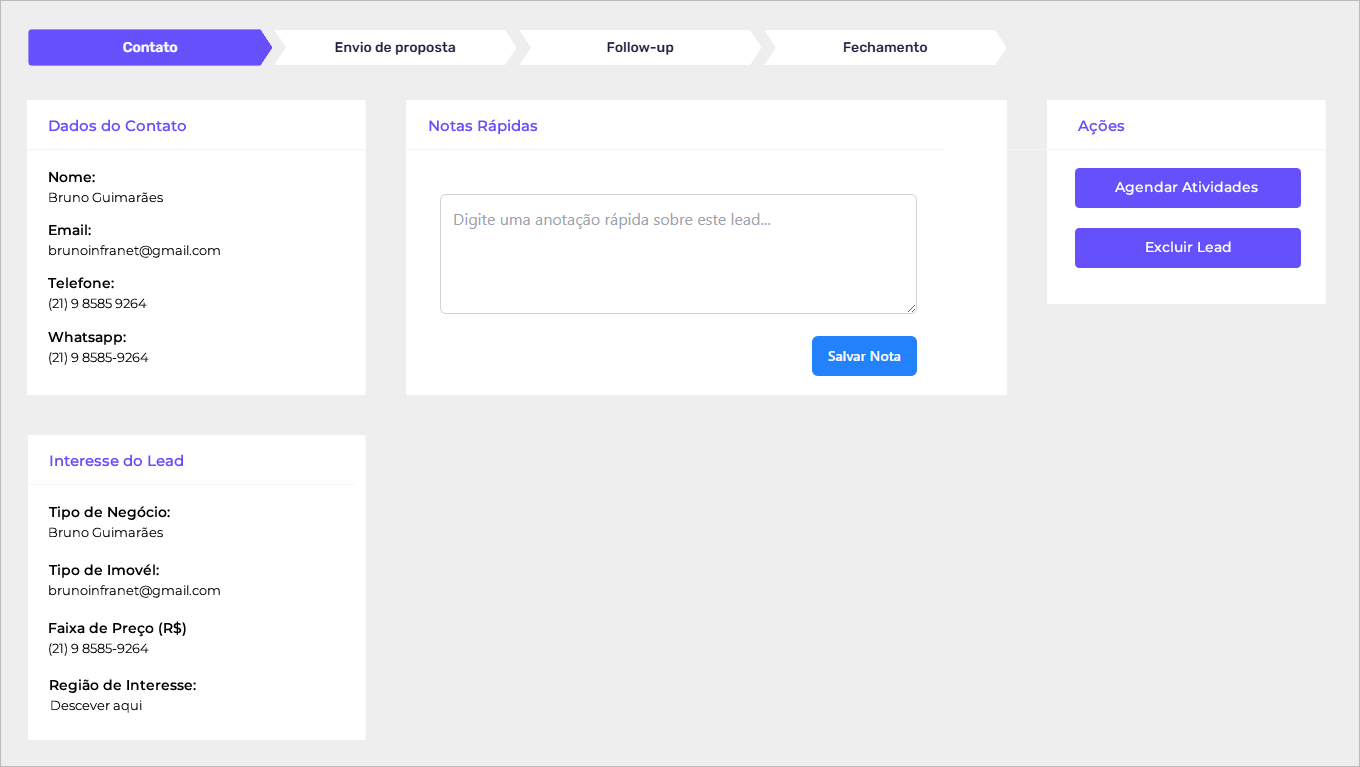 Contato
Envio de proposta
Follow-up
Fechamento
Dados do Contato
Nome:
Bruno Guimarães
Email:
brunoinfranet@gmail.com
Telefone:
(21) 9 8585 9264
Whatsapp:
(21) 9 8585-9264
Notas Rápidas
Digite uma anotação rápida sobre este lead...
Salvar Nota
Ações
Agendar Atividades
Excluir Lead
Interesse do Lead
Tipo de Negócio:
Bruno Guimarães
Tipo de Imovél:
brunoinfranet@gmail.com
Faixa de Preço (R$)
(21) 9 8585-9264
Região de Interesse:
Descever aqui